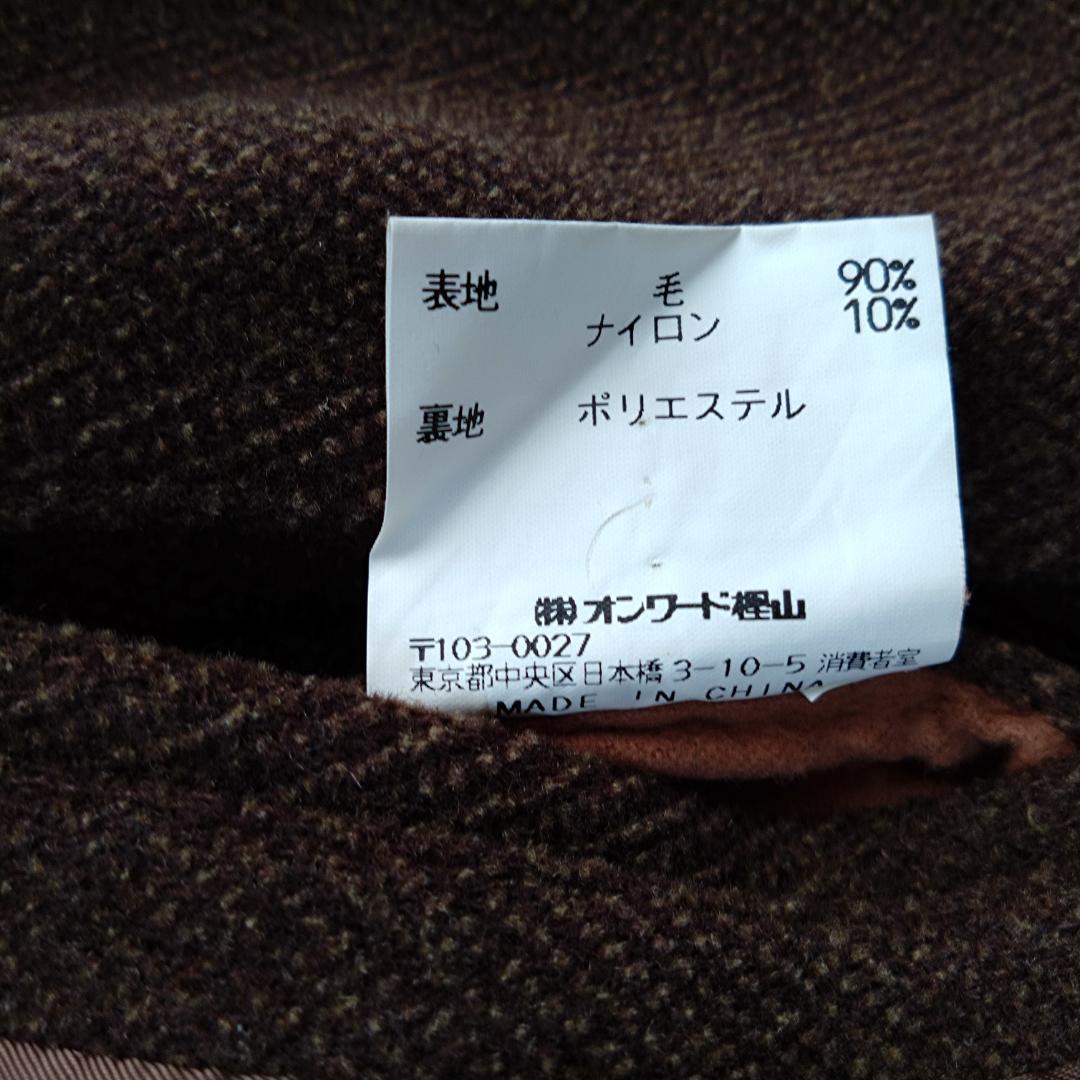 表地 毛 90%
ナイロン 10%
裏地 ポリエステル
㈱オンワード樫山
〒103-0027
東京都中央区日本橋3-10-5 消費者室
MADE IN CHINA